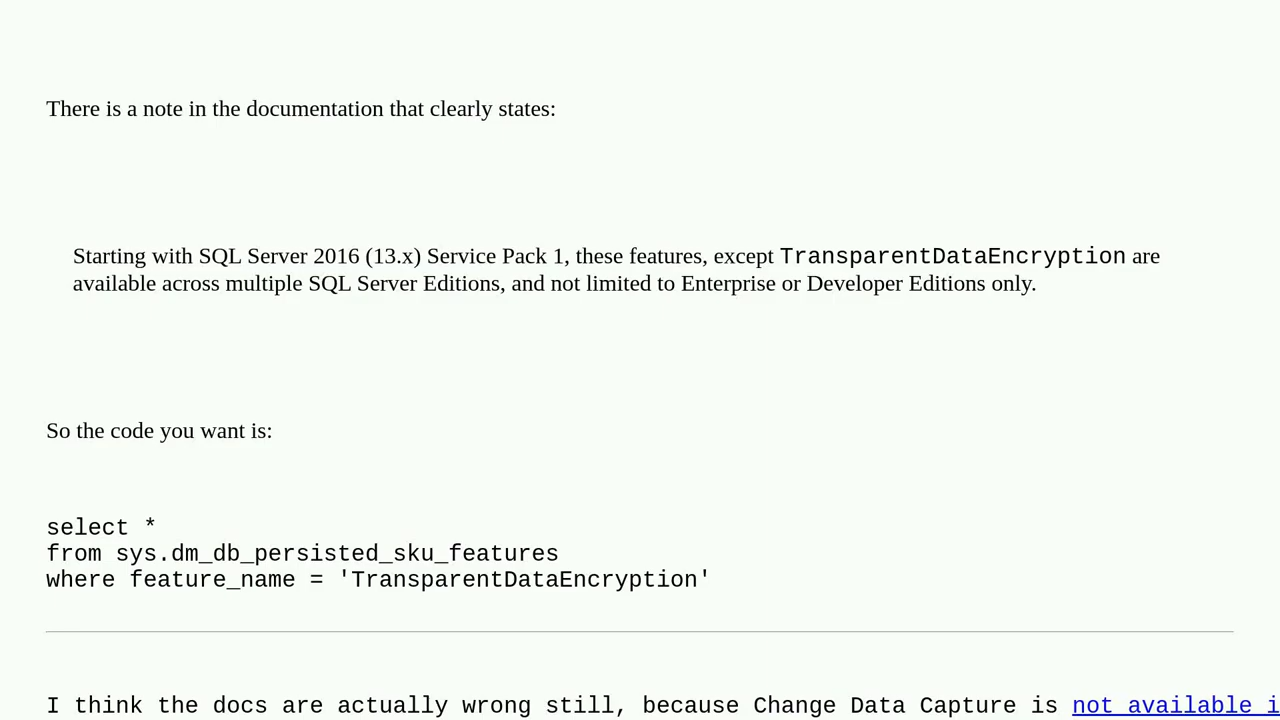 There is a note in the documentation that clearly states:
Starting with SQL Server 2016 (13.x) Service Pack 1, these features, except TransparentDataEncryption are
available across multiple SQL Server Editions, and not limited to Enterprise or Developer Editions only.
So the code you want is:
select *
from sys.dm_db_persisted_sku_features
where feature_name = 'TransparentDataEncryption'
I think the docs are actually wrong still, because Change Data Capture is not available i